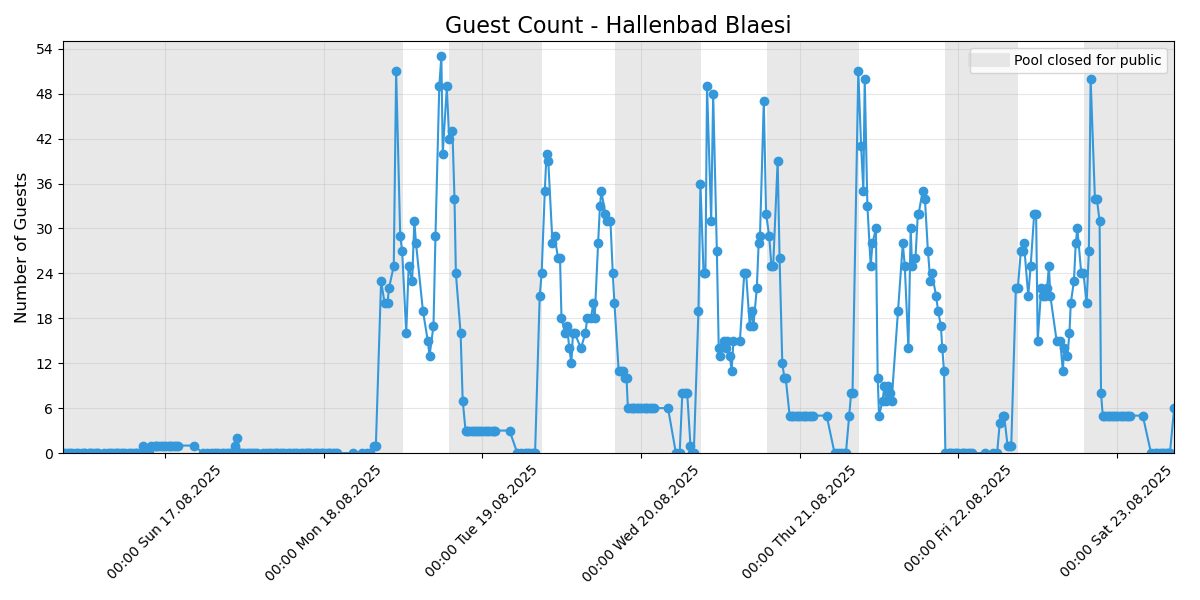 Guest Count - Hallenbad Blaesi
Pool closed for public
Number of Guests
54
48
42
36
30
24
18
12
6
0
00:00 Sun 17.08.2025
00:00 Mon 18.08.2025
00:00 Tue 19.08.2025
00:00 Wed 20.08.2025
00:00 Thu 21.08.2025
00:00 Fri 22.08.2025
00:00 Sat 23.08.2025